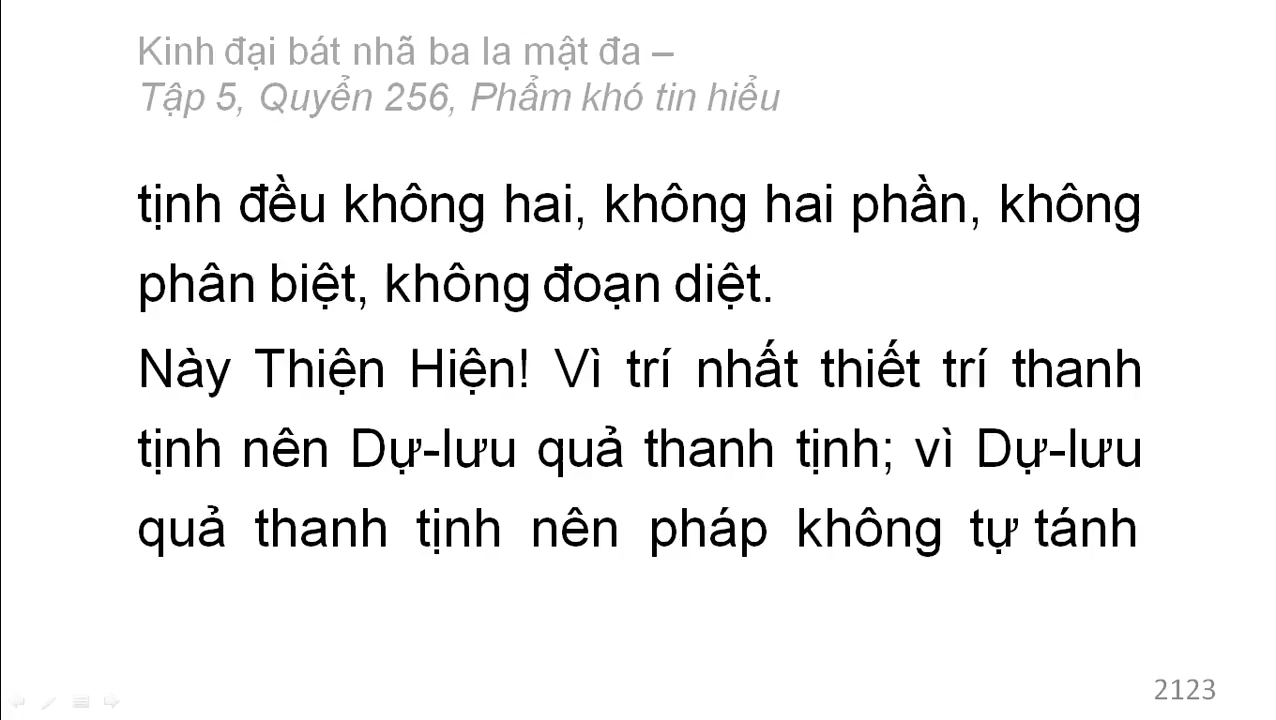 Kinh đại bát nhã ba la mật đa –
Tập 5, Quyển 256, Phẩm khó tin hiểu
tịnh đều không hai, không hai phần, không
phân biệt, không đoạn diệt.
Này Thiện Hiện! Vì trí nhất thiết trí thanh
tịnh nên Dự-lưu quả thanh tịnh; vì Dự-lưu
quả thanh tịnh nên pháp không tự tánh
2123